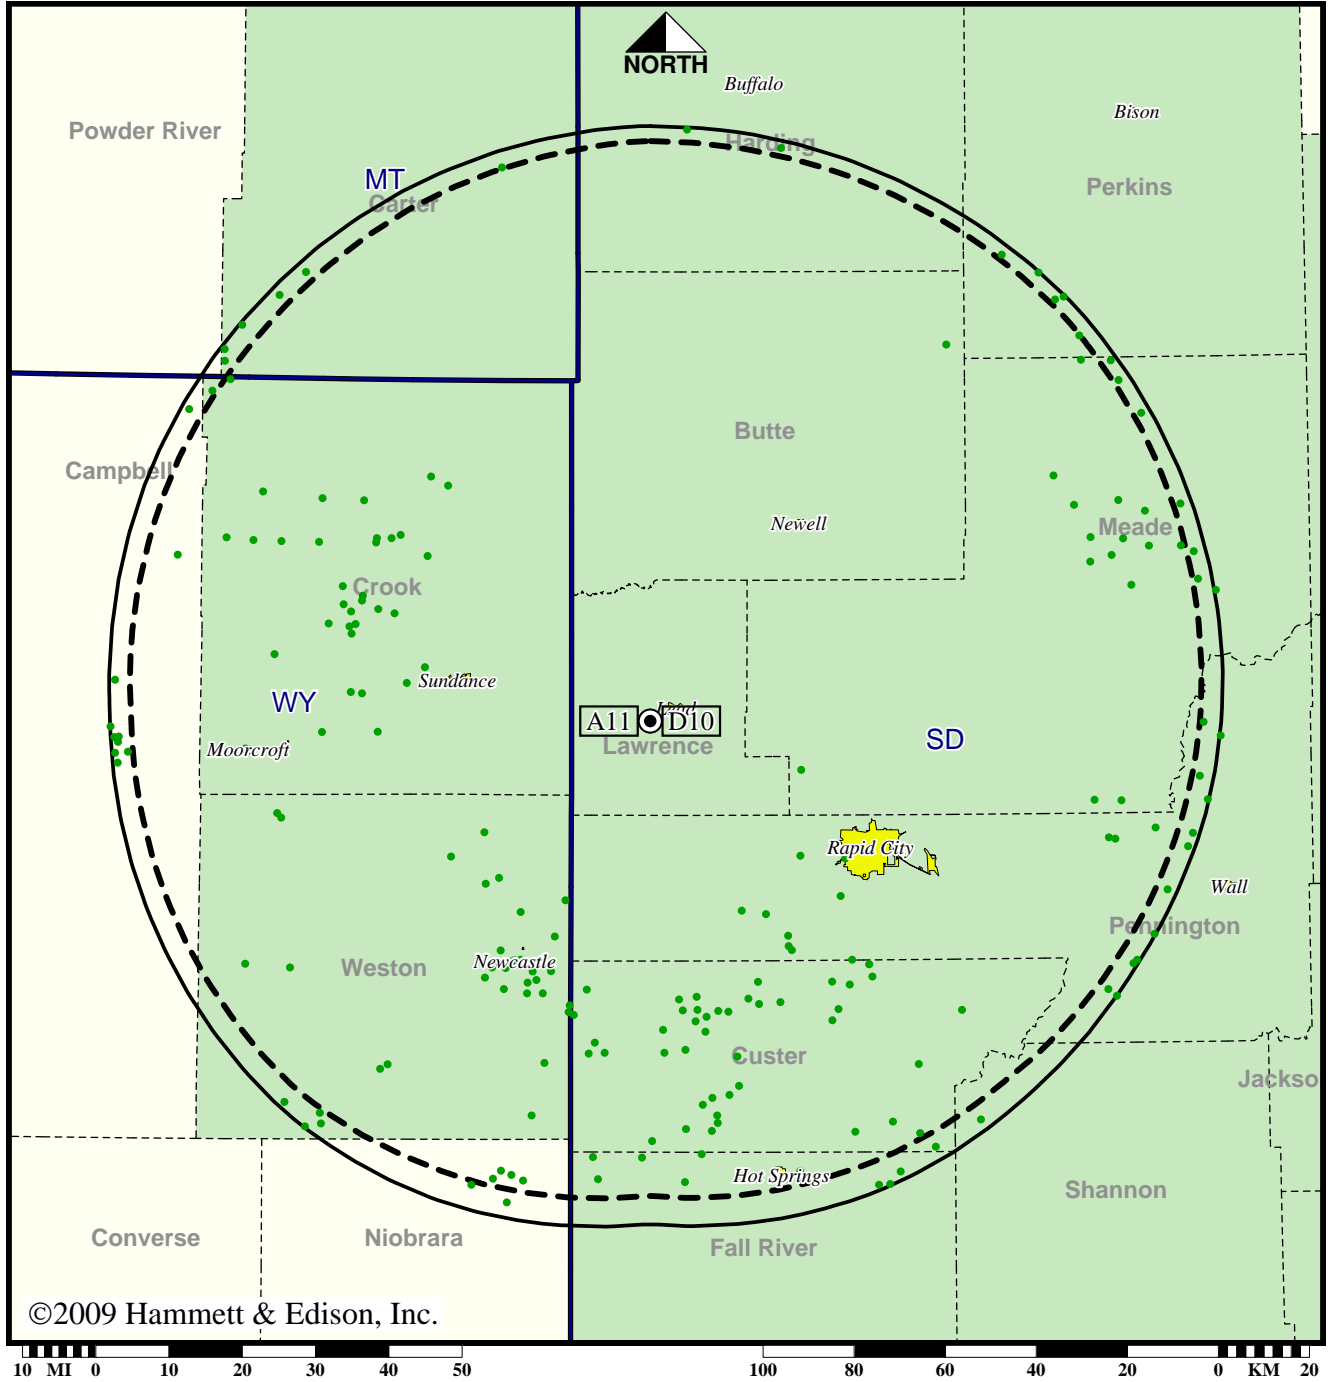 NORTH
Buffalo
Bison
Powder River
Harding
MT
Perkins
Carter
Butte
Campbell
Newell
Meade
Crook
Sundance
WY
A11
D10
SD
Lawrence
Moorcroft
Rapid City
Wall
Pennington
Newcastle
Weston
Custer
Jackso
Hot Springs
Shannon
Converse
Niobrara
Fall River
©2009 Hammett & Edison, Inc.
10 MI 0 10 20 30 40 50 100 80 60 40 20 0 KM 20